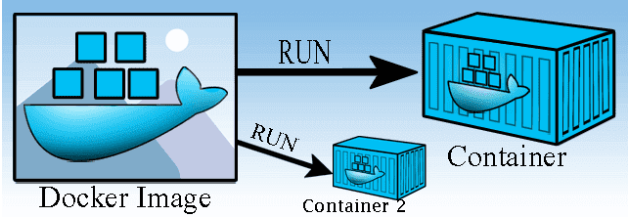 RUN
RUN
Docker Image
Container
Container 2